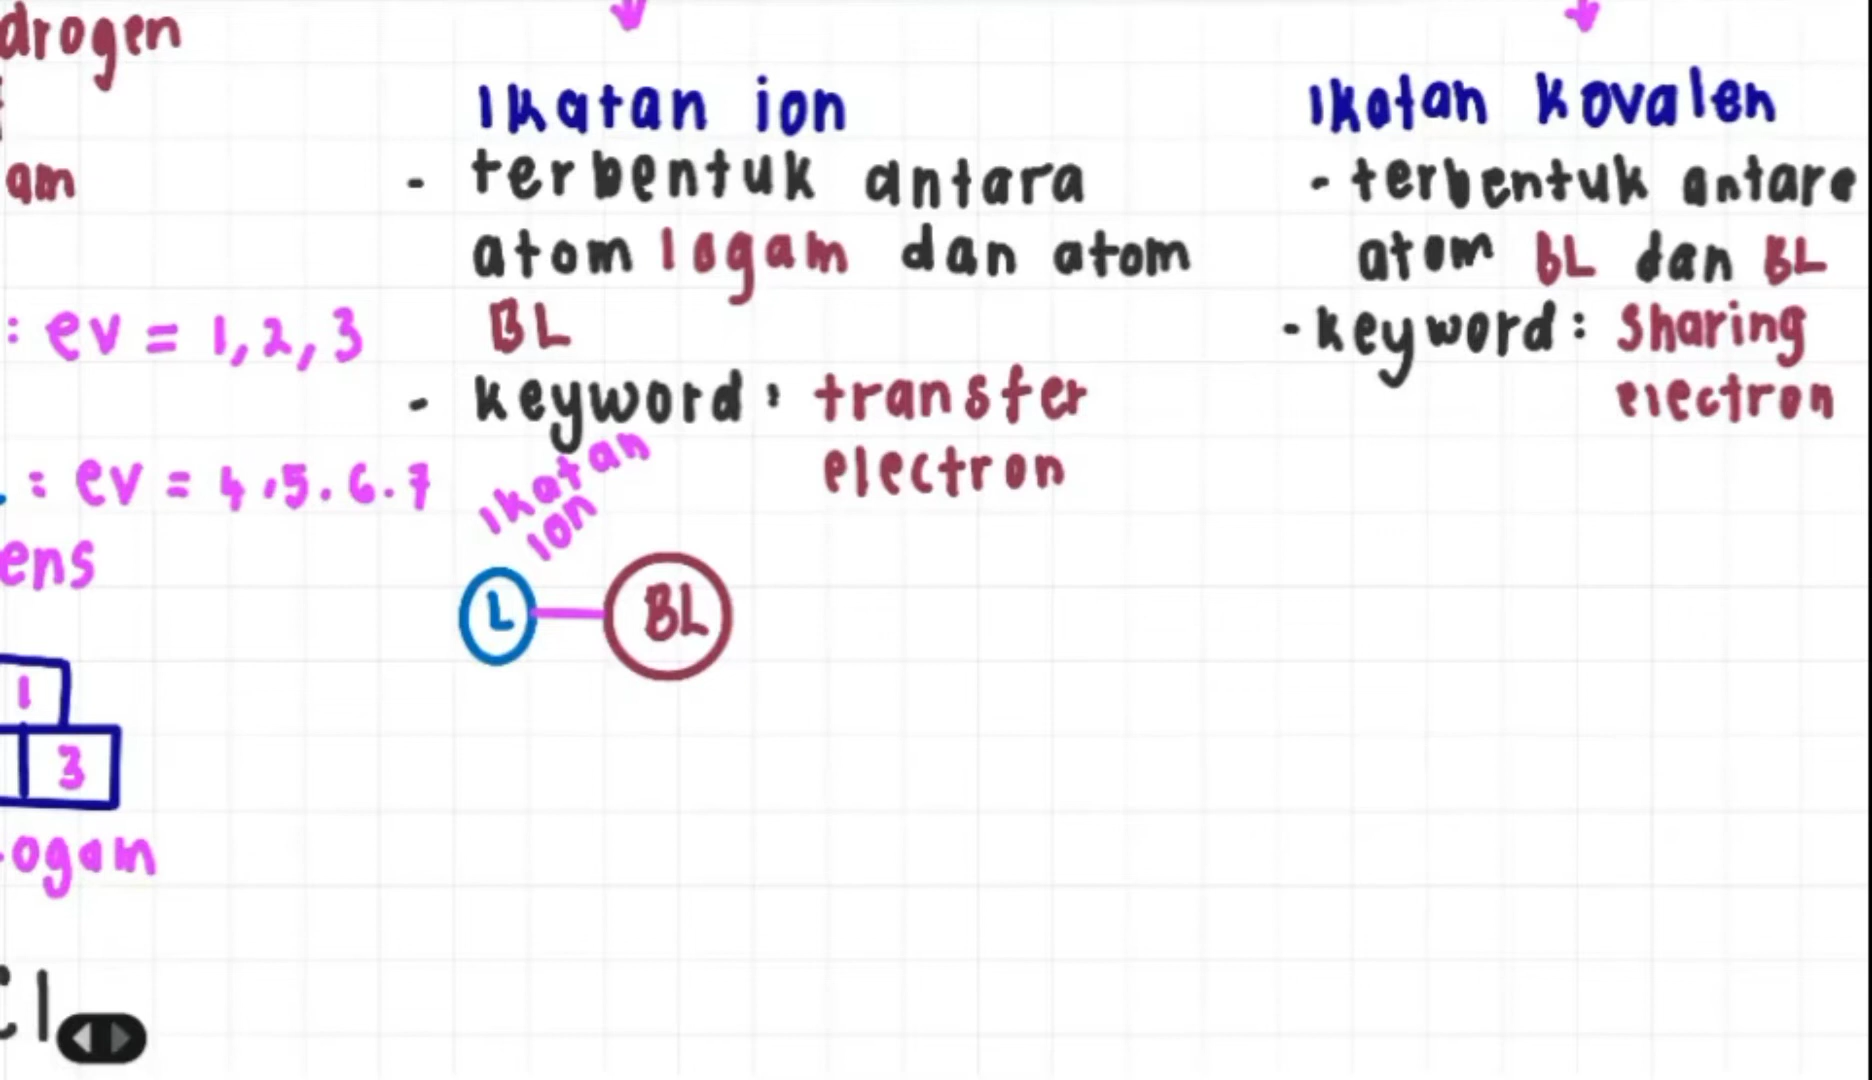 drogen
am
: ev = 1,2,3
: ev = 4,5.6.7
ens
1
3
ogam
Cl
Ikatan ion
- terbentuk antara
atom logam dan atom
BL
- keyword: transfer
electron
Ikatan
ion
L
BL
Ikatan kovalen
- terbentuk antara
atom BL dan BL
- keyword: sharing
electron